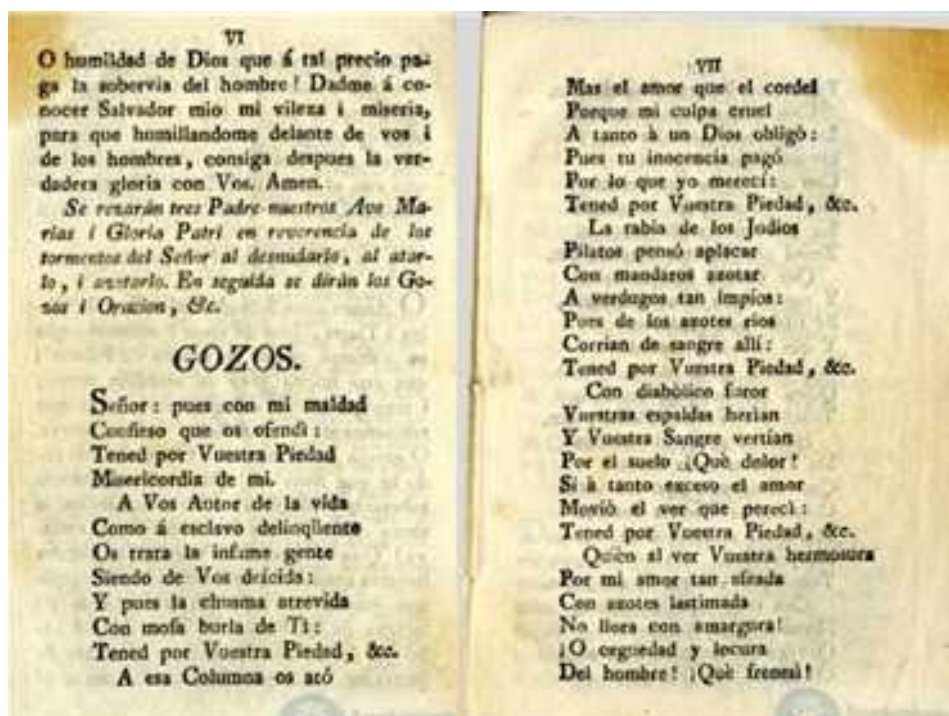 VI
O humildad de Dios que á tal precio pa-
ga la sobervia del hombre! Dadme á co-
nocer Salvador mio mi vileza i miseria,
para que humillandome delante de vos i
de los hombres, consiga despues la ver-
dadera gloria con Vos. Amen.
Se rezarán tres Padre nuestros Ave Ma-
rias i Gloria Patri en reverencia de los
tormentos del Señor al desnudarlo, al atar-
lo, i azotarlo. En seguida se dirán los Go-
zos i Oracion, &c.
GOZOS.
Señor: pues con mi maldad
Confieso que os ofendi:
Tened por Vuestra Piedad
Misericordia de mi.
A Vos Autor de la vida
Como á esclavo delinqüente
Os trata la infame gente
Siendo de Vos deicida:
Y pues la chusma atrevida
Con mofa burla de Ti:
Tened por Vuestra Piedad, &c.
A esa Columna os ató
VII
Mas el amor que el cordel
Porque mi culpa cruel
A tanto à un Dios obligò:
Pues tu inocencia pagó
Por lo que yo merecí:
Tened por Vuestra Piedad, &c.
La rabia de los Jodios
Pilatos pensó aplacar
Con mandaros azotar
A verdugos tan impios:
Pues de los azotes rios
Corrian de sangre allí:
Tened por Vuestra Piedad, &c.
Con diabòlico furor
Vuestras espaldas herian
Y Vuestra Sangre vertian
Por el suelo ¡Què dolor!
Si à tanto exceso el amor
Moviò el ver que perecì:
Tened por Vuestra Piedad, &c.
Quièn al ver Vuestra hermosura
Por mi amor tan afeada
Con azotes lastimada
No llora con amargura!
¡O ceguedad y locura
Del hombre! ¡Què frenesì!